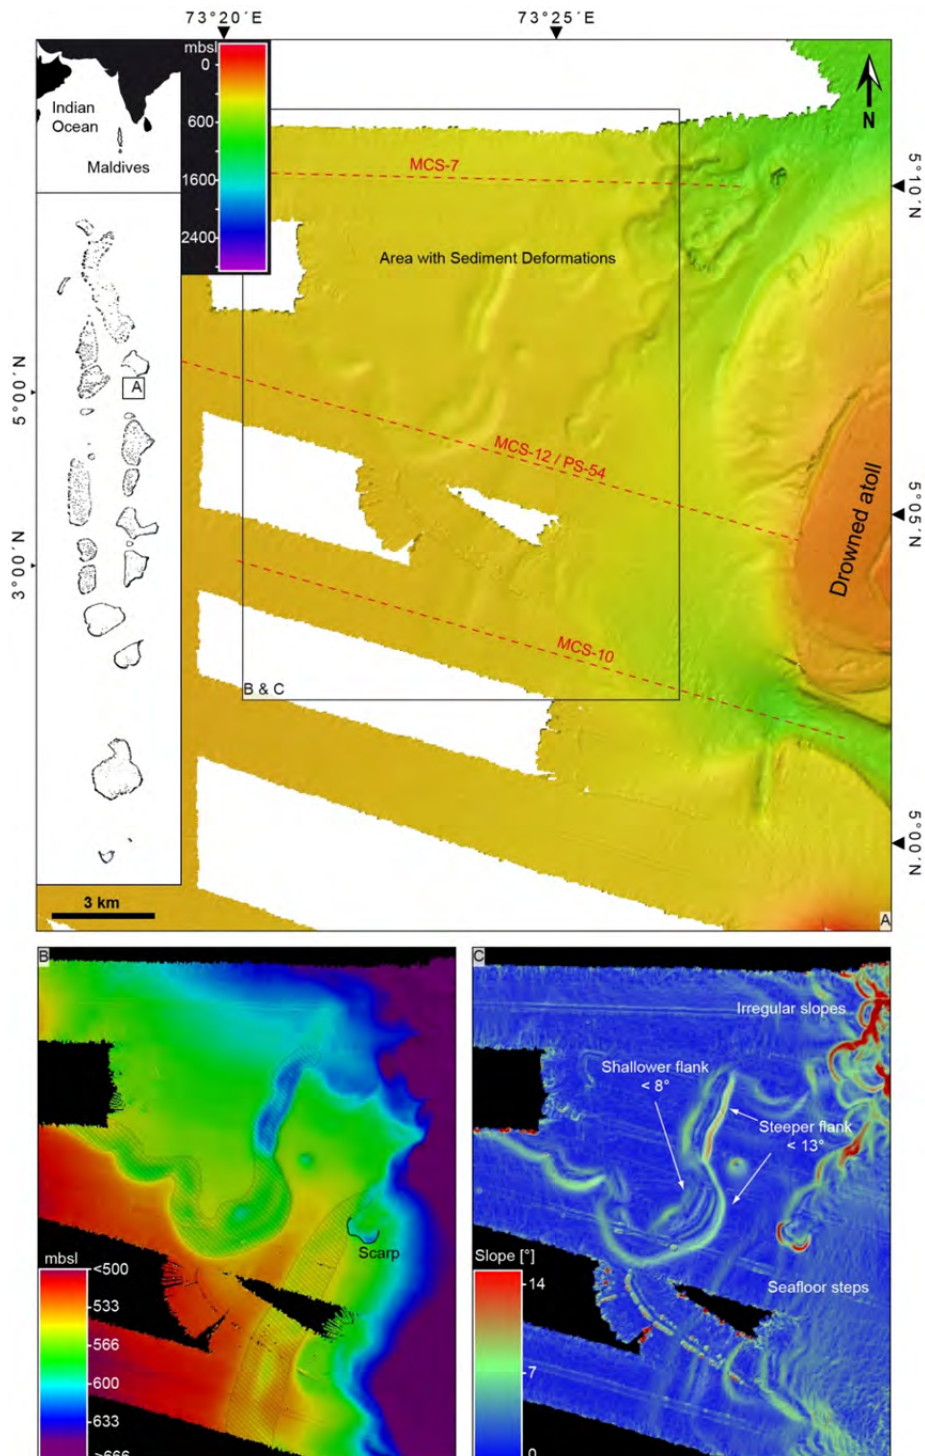 73°20´E
73°25´E
mbsl
0
600
1600
2400
Indian
Ocean
Maldives
N
MCS-7
5°10´N
Area with Sediment Deformations
A
5°00´N
MCS-12 / PS-54
Drowned atoll
5°05´N
3°00´N
MCS-10
B & C
5°00´N
3 km
A
B
Scarp
mbsl
<500
533
566
600
633
>666
C
Irregular slopes
Shallower flank
< 8°
Steeper flank
< 13°
Seafloor steps
Slope [°]
14
7
0